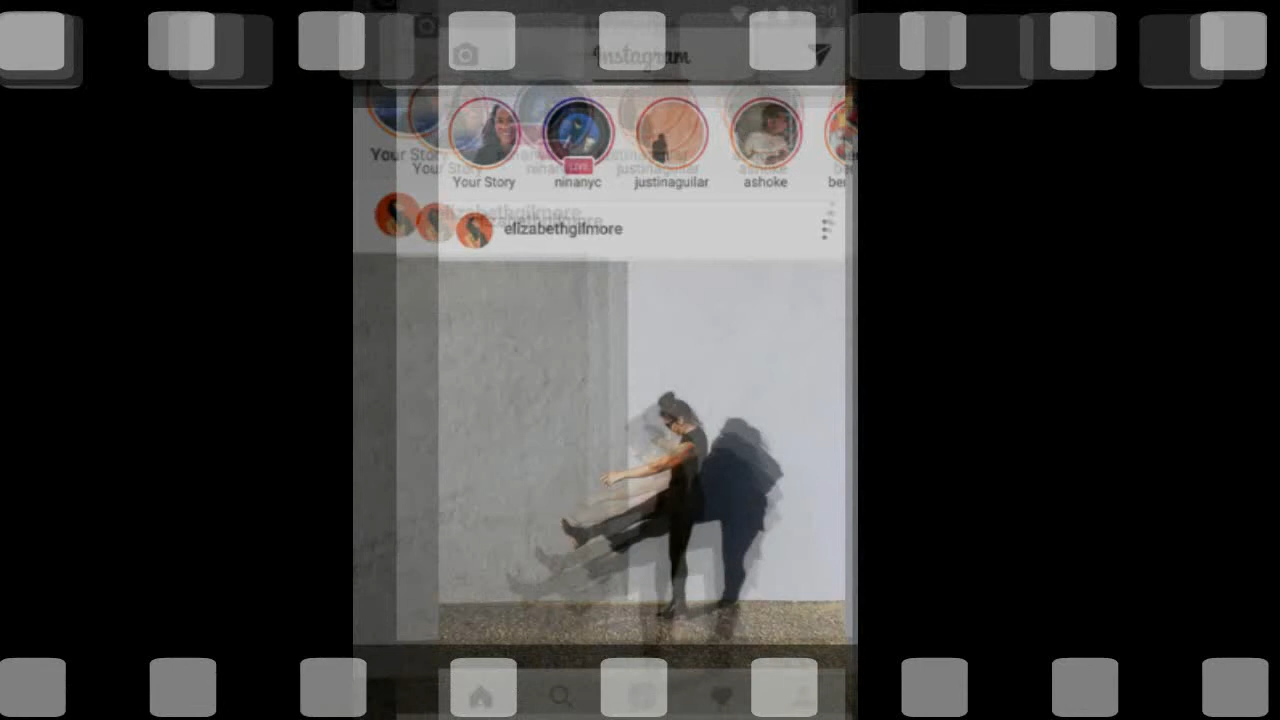 Instagram
LIVE
Your Story ninanyc justinaguilar ashoke
elizabethgilmore